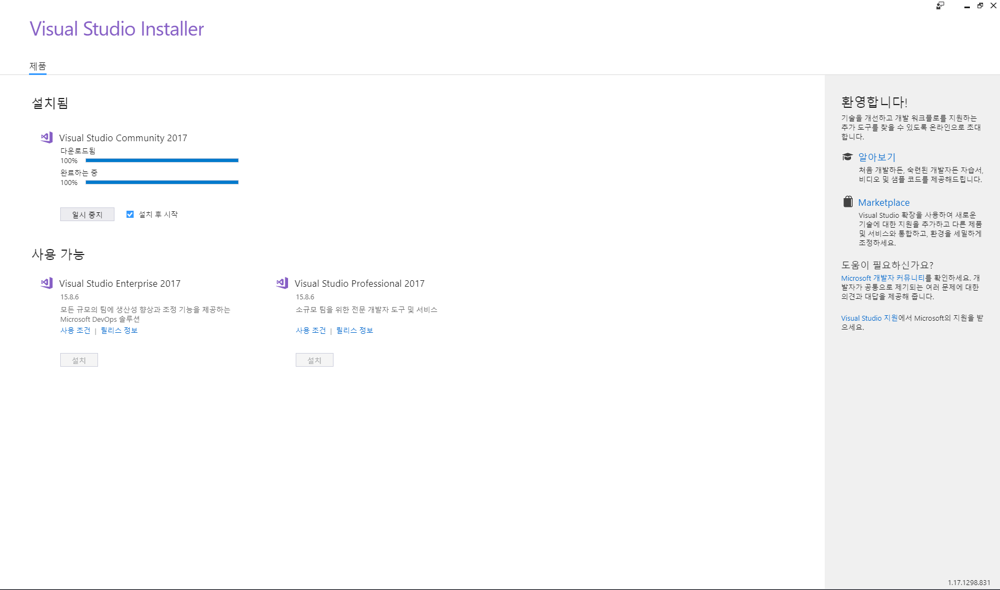 Visual Studio Installer
제품
설치됨
Visual Studio Community 2017
다운로드됨
100%
완료하는 중
100%
일시 중지
설치 후 시작
사용 가능
Visual Studio Enterprise 2017
15.8.6
모든 규모의 팀에 생산성 향상과 조정 기능을 제공하는
Microsoft DevOps 솔루션
사용 조건 | 릴리스 정보
설치
Visual Studio Professional 2017
15.8.6
소규모 팀을 위한 전문 개발자 도구 및 서비스
사용 조건 | 릴리스 정보
설치
환영합니다!
기술을 개선하고 개발 워크플로를 지원하는
추가 도구를 찾을 수 있도록 온라인으로 초대
합니다.
알아보기
처음 개발하든, 숙련된 개발자든 자습서,
비디오 및 샘플 코드를 제공해드립니다.
Marketplace
Visual Studio 확장을 사용하여 새로운
기술에 대한 지원을 추가하고 다른 제품
및 서비스와 통합하고, 환경을 세밀하게
조정하세요.
도움이 필요하신가요?
Microsoft 개발자 커뮤니티를 확인하세요. 개
발자가 공통으로 제기되는 여러 문제에 대한
의견과 대답을 제공해 줍니다.
Visual Studio 지원에서 Microsoft의 지원을 받
으세요.
1.17.1298.831